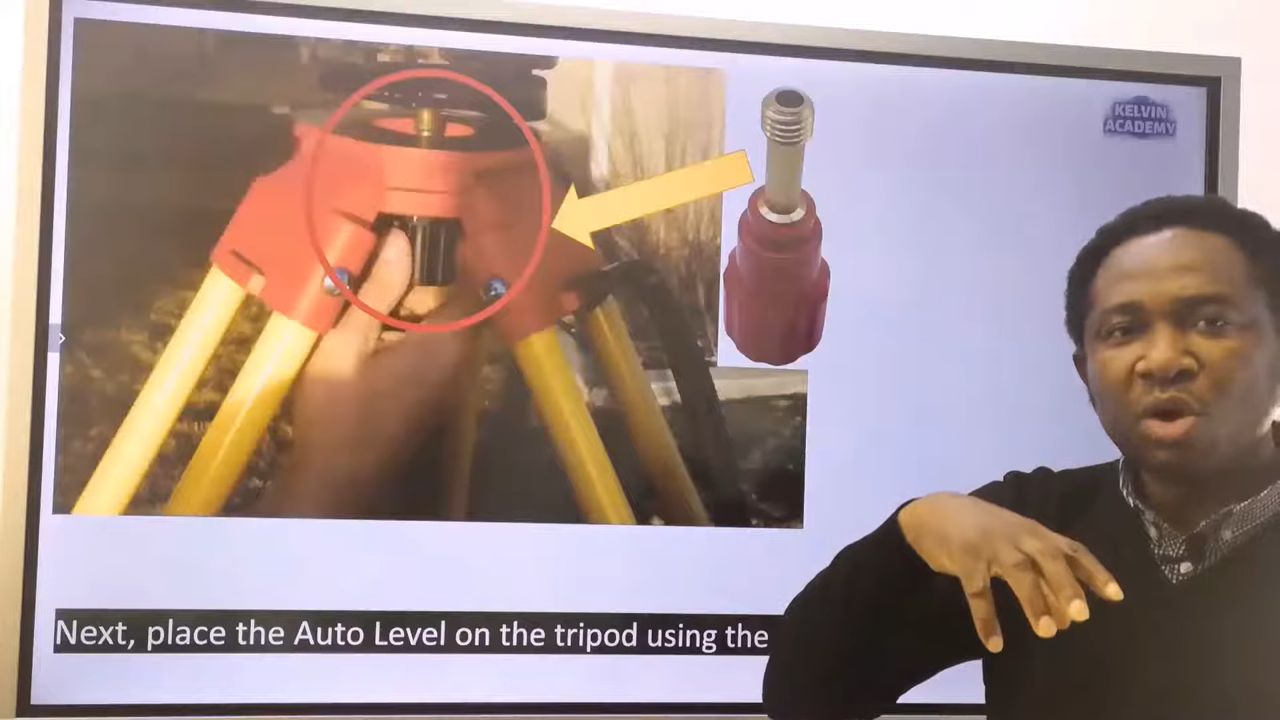 KELVIN
ACADEMY
Next, place the Auto Level on the tripod using the